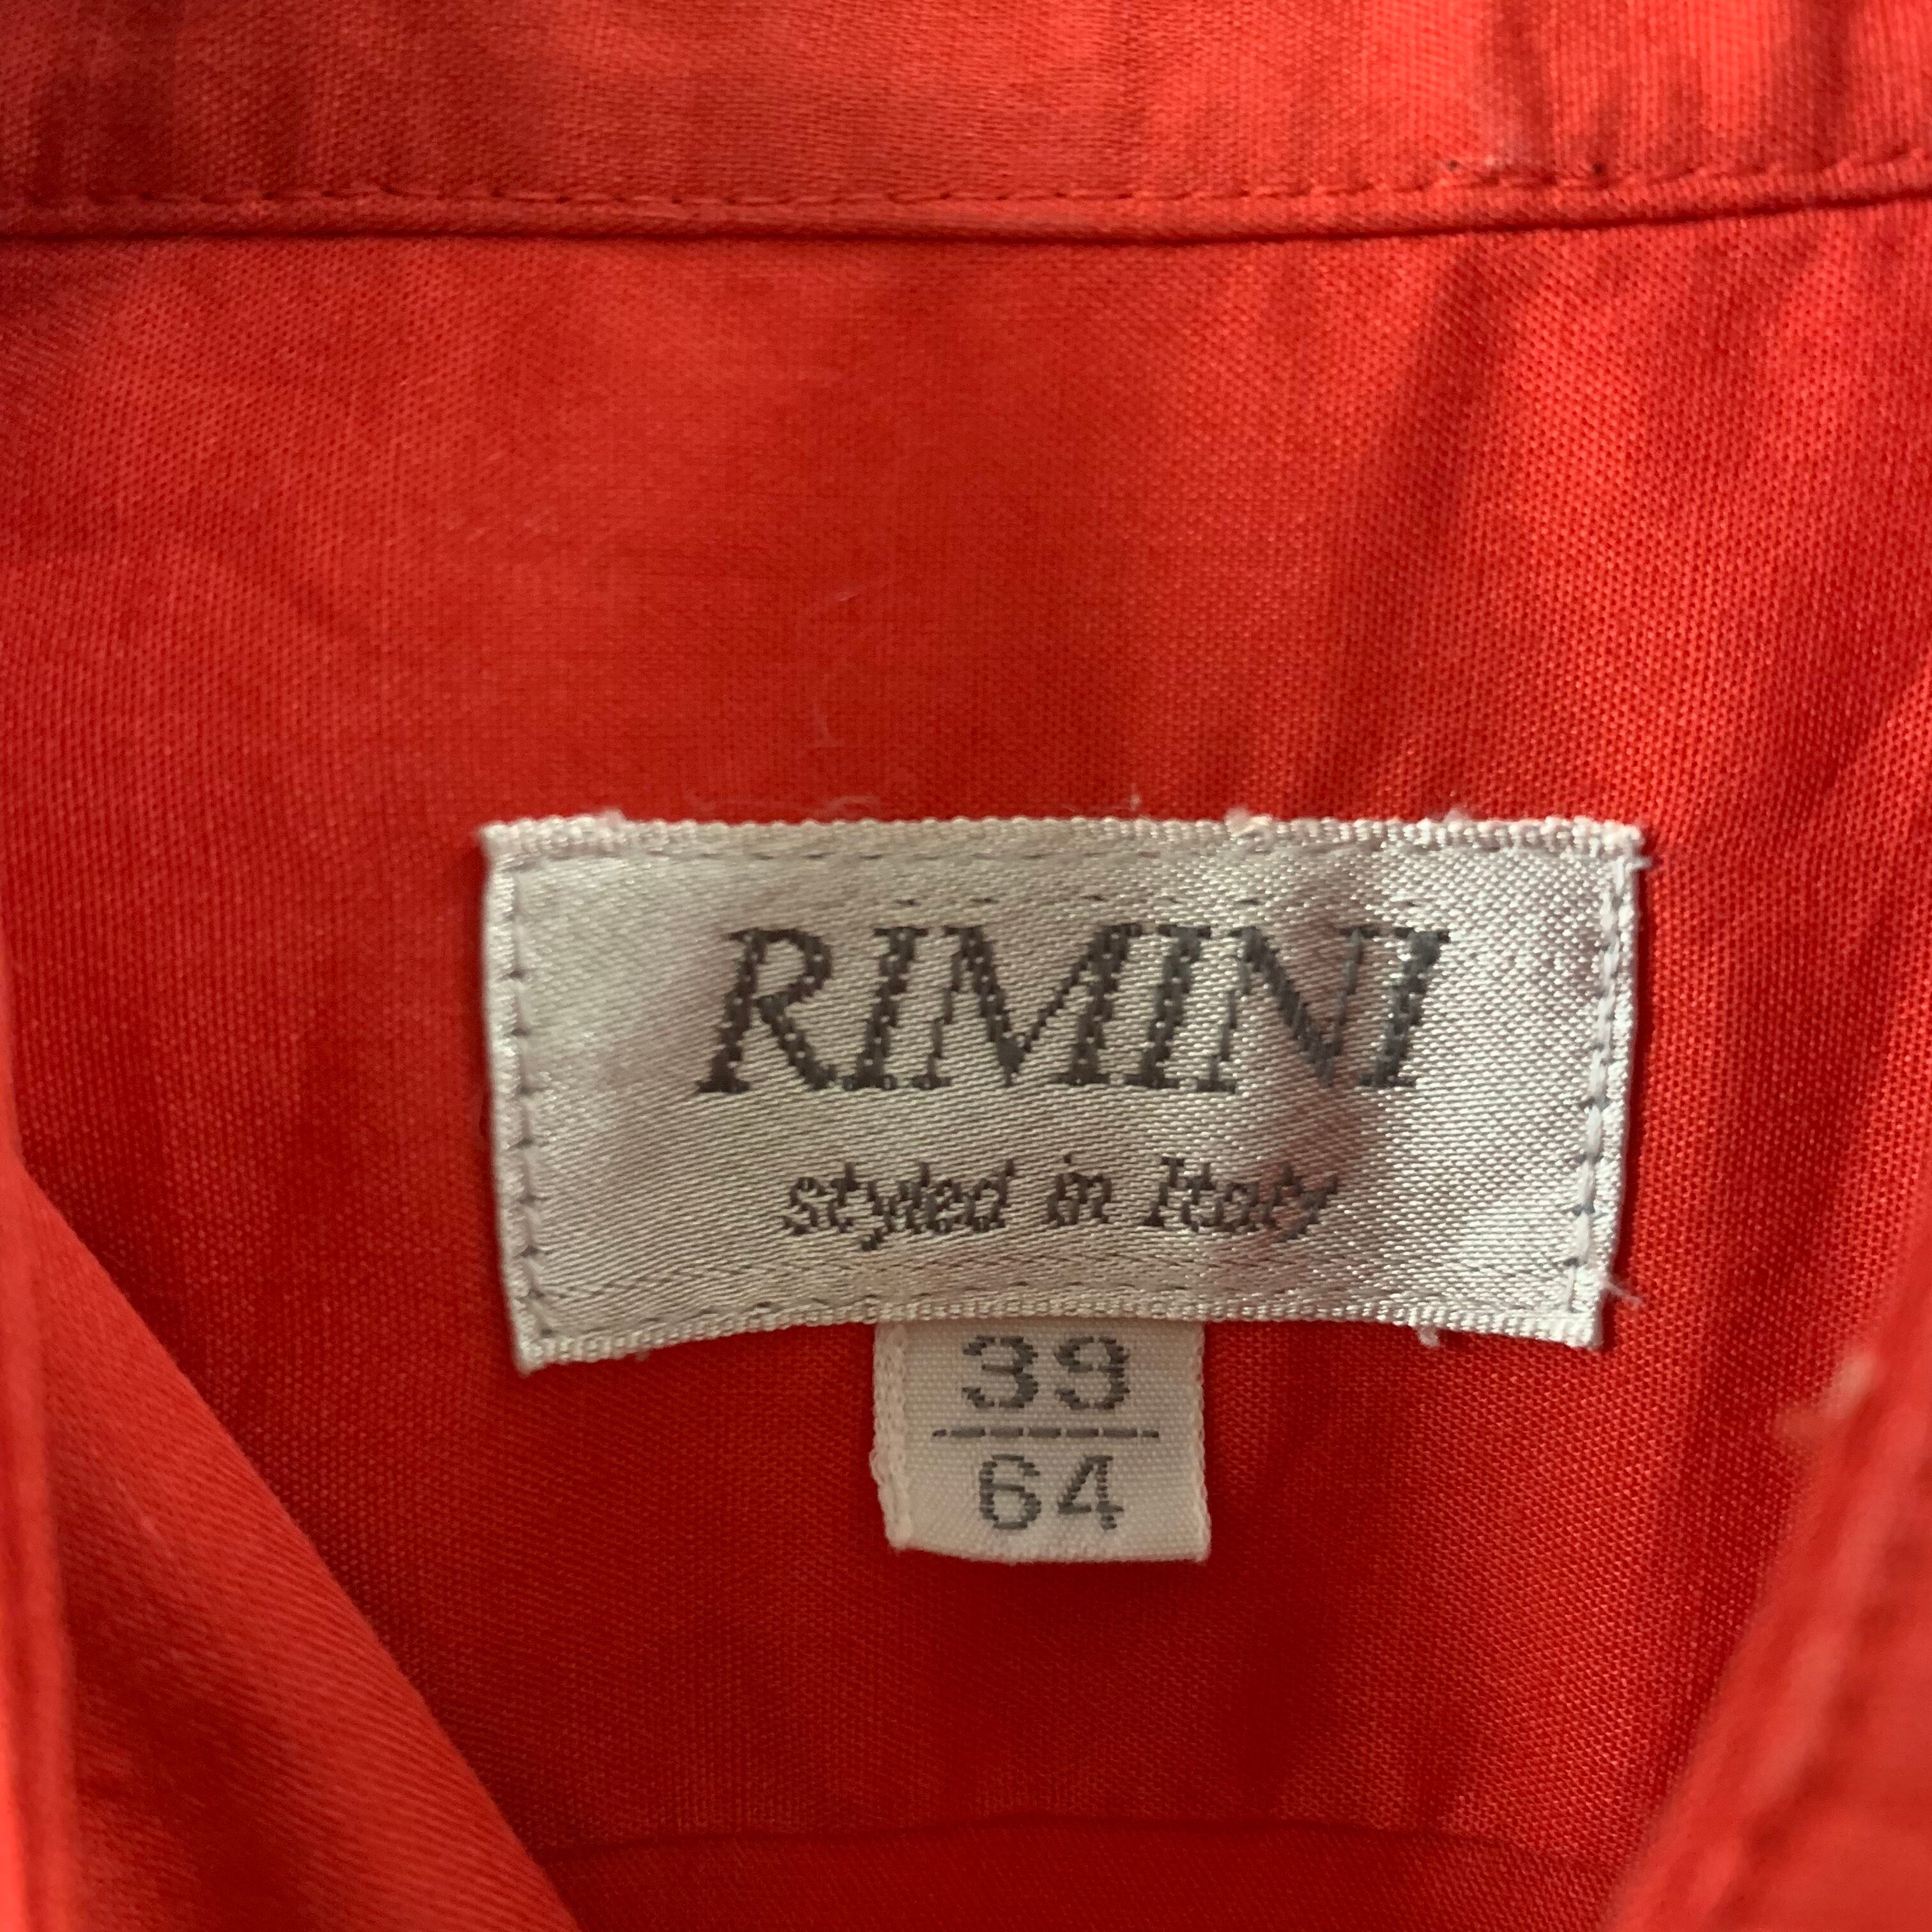 RIMINI
styled in Italy
39
64